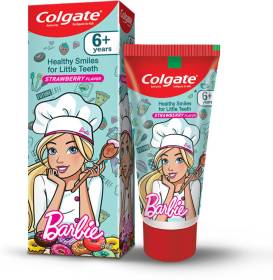 Colgate
6+
years
Healthy Smiles
for Little Teeth
STRAWBERRY FLAVOR
Barbie
Colgate
6+
years
Healthy Smiles
for Little Teeth
STRAWBERRY FLAVOR
Barbie